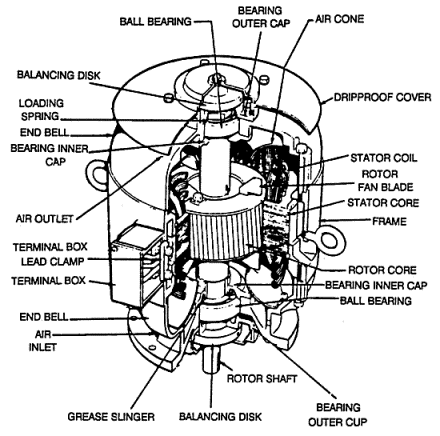 BALL BEARING
BEARING
OUTER CAP
AIR CONE
BALANCING DISK
DRIPPROOF COVER
LOADING
SPRING
END BELL
BEARING INNER
CAP
STATOR COIL
ROTOR
FAN BLADE
STATOR CORE
AIR OUTLET
FRAME
TERMINAL BOX
LEAD CLAMP
TERMINAL BOX
ROTOR CORE
BEARING INNER CAP
BALL BEARING
END BELL
AIR
INLET
ROTOR SHAFT
GREASE SLINGER
BALANCING DISK
BEARING
OUTER CUP